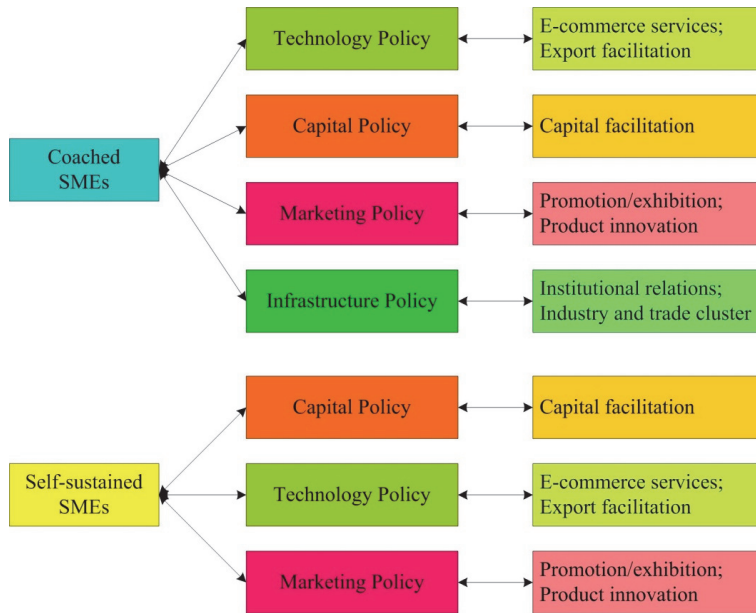 Technology Policy
E-commerce services;
Export facilitation
Capital Policy
Capital facilitation
Coached
SMEs
Marketing Policy
Promotion/exhibition;
Product innovation
Infrastructure Policy
Institutional relations;
Industry and trade cluster
Capital Policy
Capital facilitation
Self-sustained
SMEs
Technology Policy
E-commerce services;
Export facilitation
Marketing Policy
Promotion/exhibition;
Product innovation